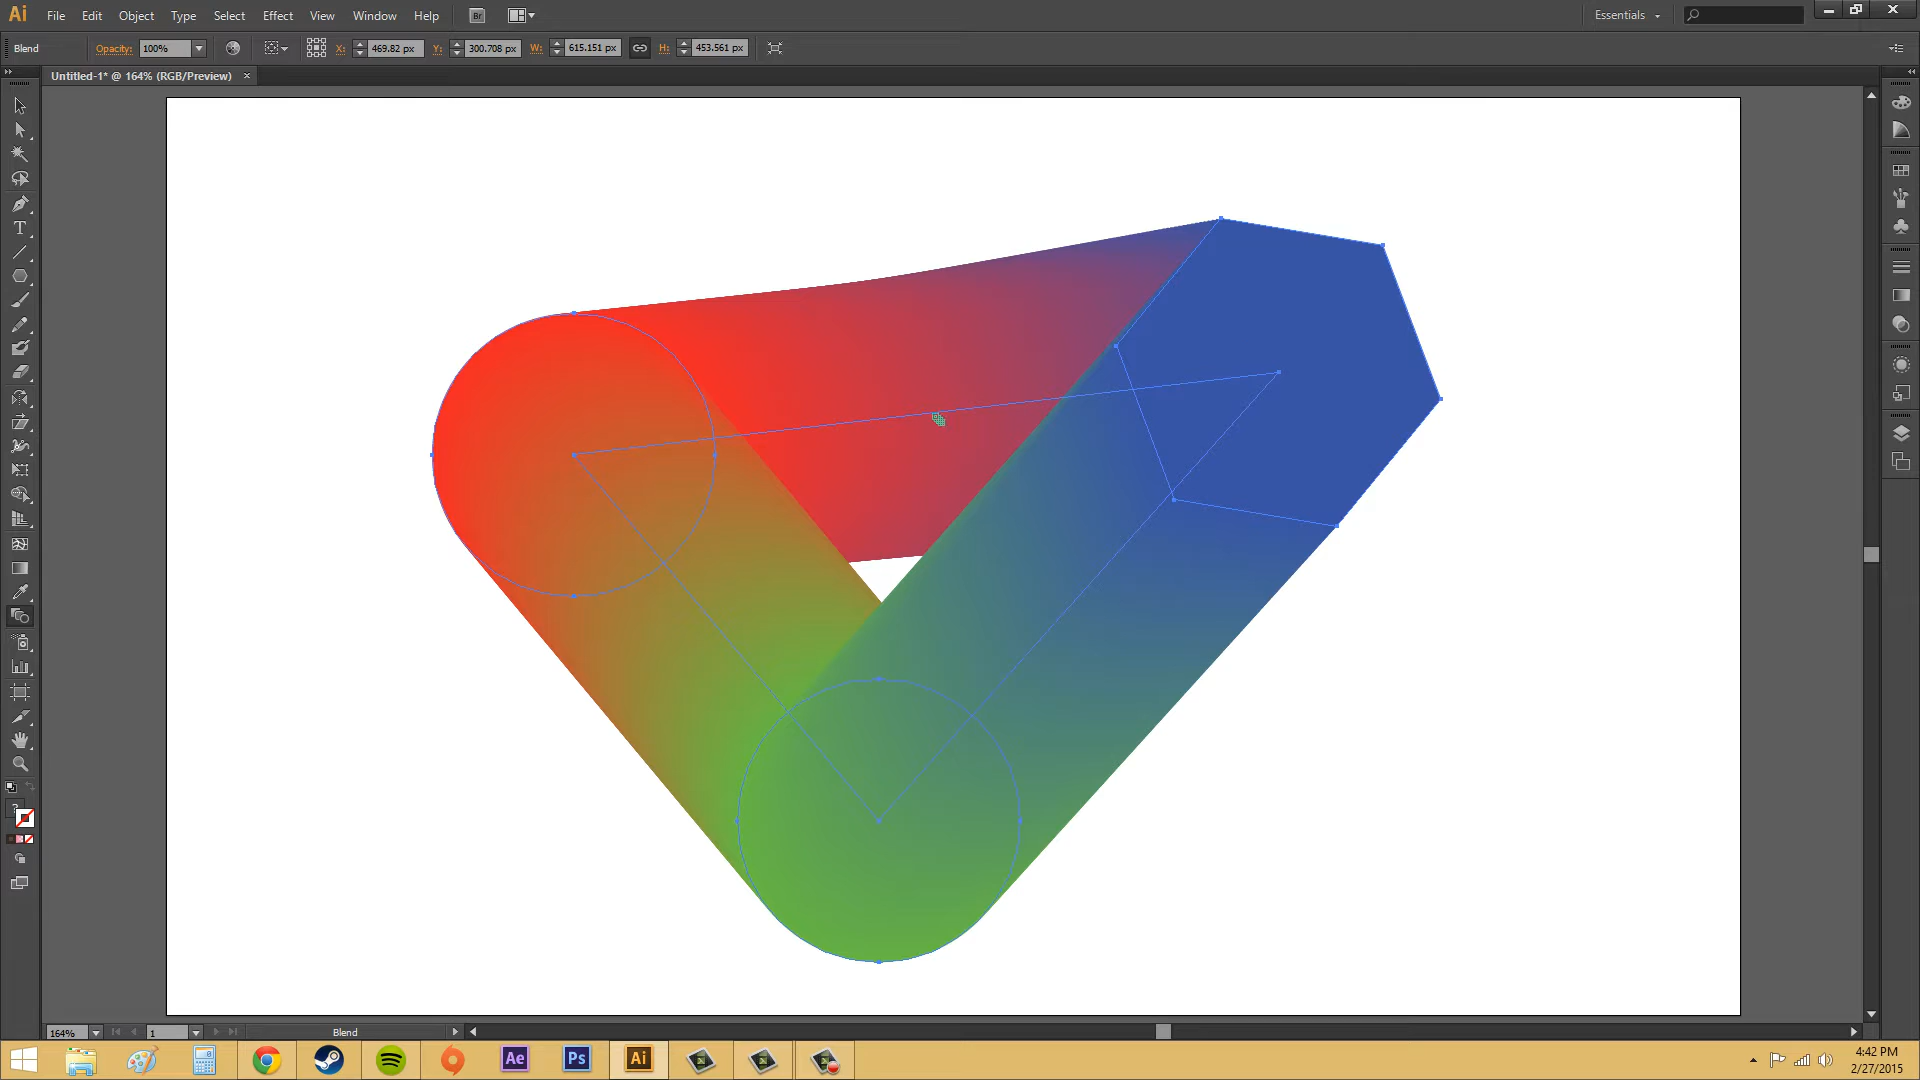 Ai File Edit Object Type Select Effect View Window Help Br Essentials
Blend Opacity: 100% X: 469.82 px Y: 300.708 px W: 615.151 px H: 453.561 px
Untitled-1* @ 164% (RGB/Preview) ×
T
?
164% 1 Blend
Ae Ps Ai
4:42 PM
2/27/2015